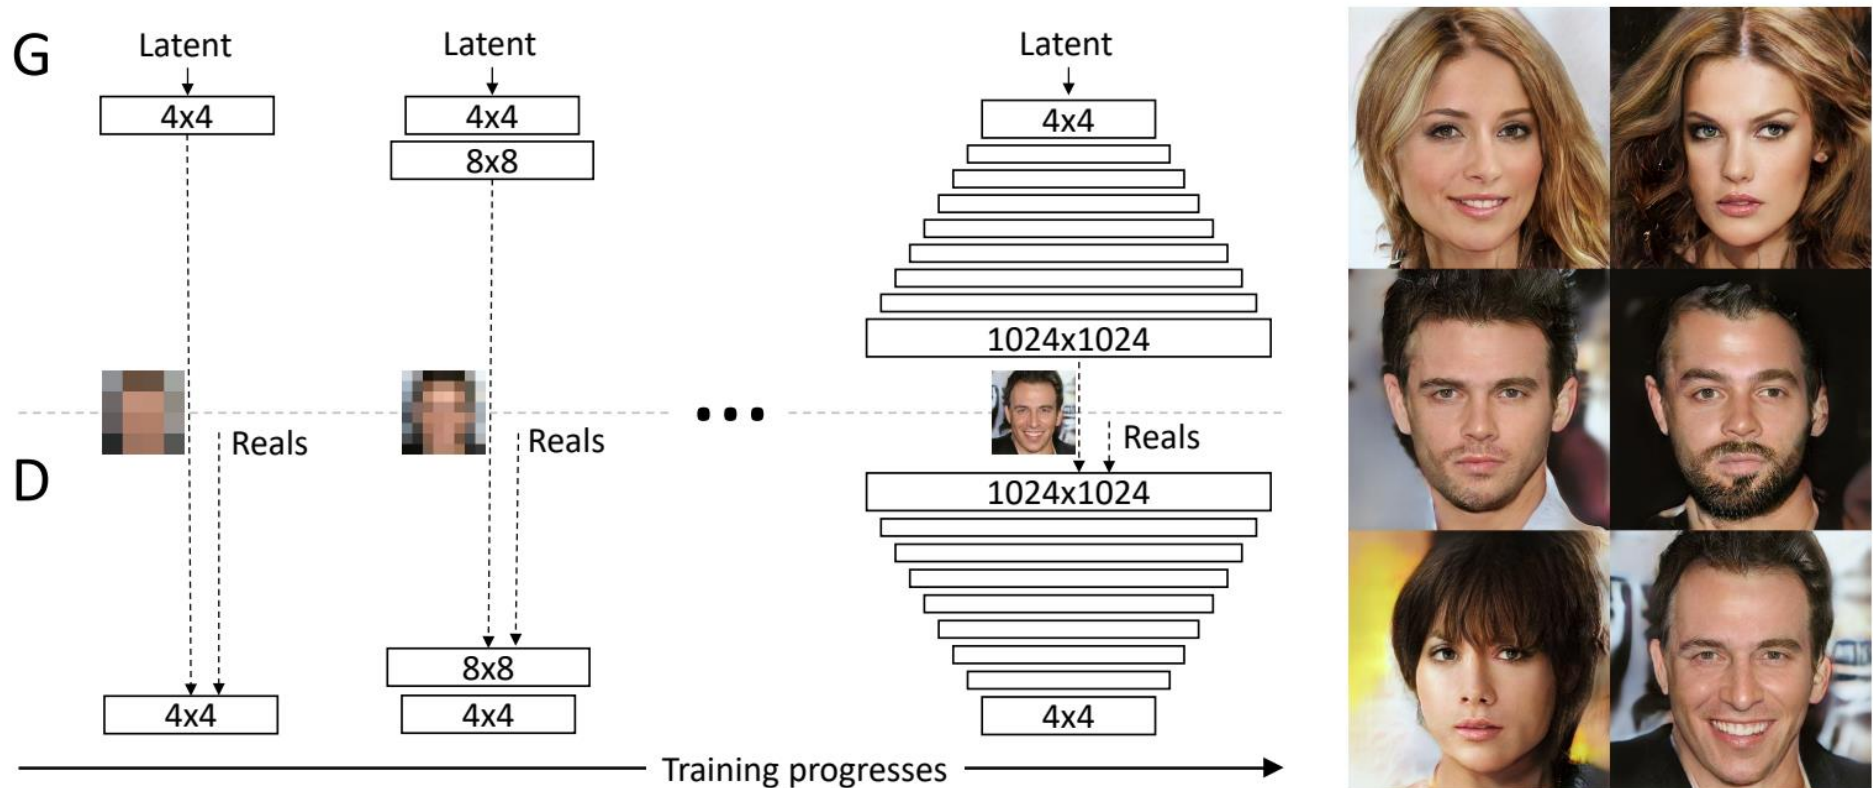 G
Latent
Latent
Latent
4x4
4x4
4x4
8x8
1024x1024
Reals
Reals
Reals
D
1024x1024
8x8
4x4
4x4
4x4
Training progresses